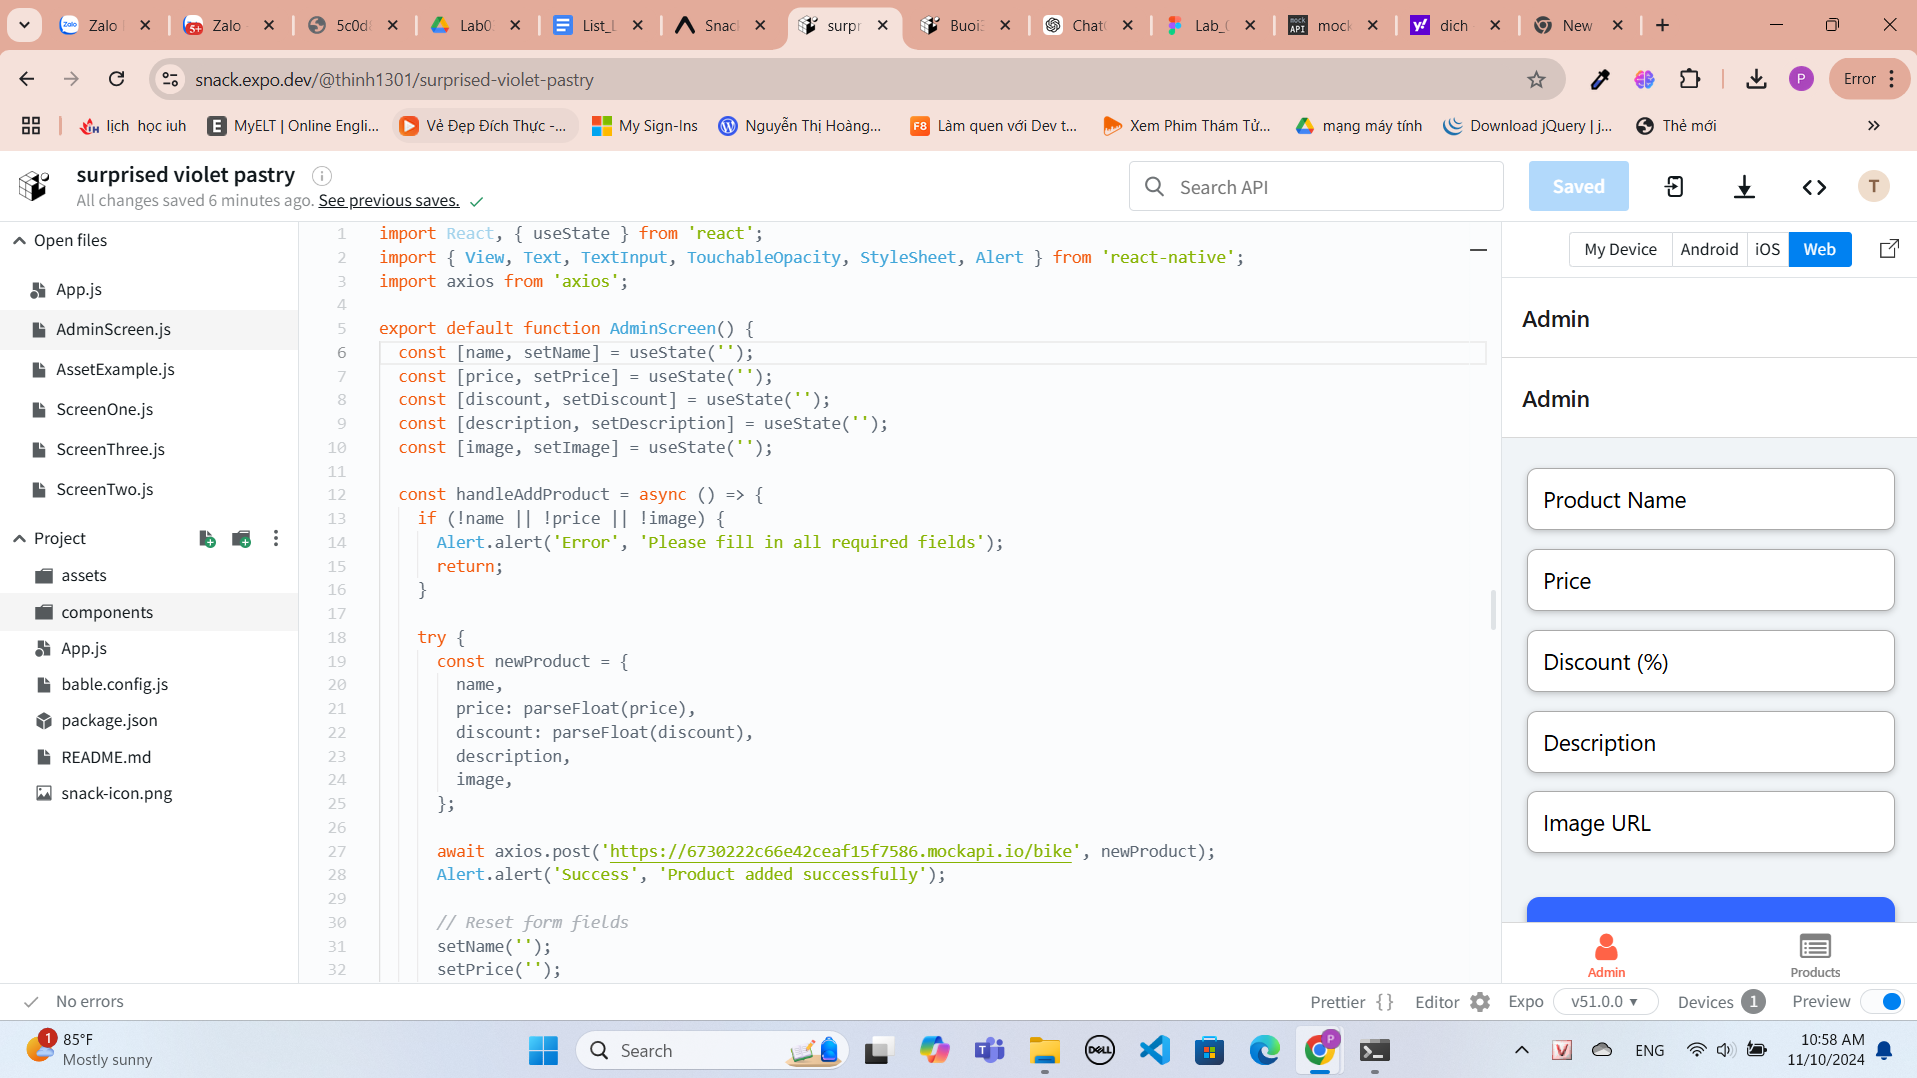 Zalo
Zalo
5c0d
Lab0
List_L
Snac
surpr
Buoi
Chat
Lab_
mock
dich
New
snack.expo.dev/@thinh1301/surprised-violet-pastry
P
Error
lịch học iuh
MyELT | Online Engli...
Vẻ Đẹp Đích Thực -...
My Sign-Ins
Nguyễn Thị Hoàng...
Làm quen với Dev t...
Xem Phim Thám Tử...
mạng máy tính
Download jQuery | j...
Thẻ mới
surprised violet pastry
All changes saved 6 minutes ago. See previous saves.
Search API
Saved
T
Open files
App.js
AdminScreen.js
AssetExample.js
ScreenOne.js
ScreenThree.js
ScreenTwo.js
Project
assets
components
App.js
bable.config.js
package.json
README.md
snack-icon.png
1 import React, { useState } from 'react';
2 import { View, Text, TextInput, TouchableOpacity, StyleSheet, Alert } from 'react-native';
3 import axios from 'axios';
4
5 export default function AdminScreen() {
6 const [name, setName] = useState('');
7 const [price, setPrice] = useState('');
8 const [discount, setDiscount] = useState('');
9 const [description, setDescription] = useState('');
10 const [image, setImage] = useState('');
11
12 const handleAddProduct = async () => {
13 if (!name || !price || !image) {
14 Alert.alert('Error', 'Please fill in all required fields');
15 return;
16 }
17
18 try {
19 const newProduct = {
20 name,
21 price: parseFloat(price),
22 discount: parseFloat(discount),
23 description,
24 image,
25 };
26
27 await axios.post('https://6730222c66e42ceaf15f7586.mockapi.io/bike', newProduct);
28 Alert.alert('Success', 'Product added successfully');
29
30 // Reset form fields
31 setName('');
32 setPrice('');
My Device
Android
iOS
Web
Admin
Admin
Product Name
Price
Discount (%)
Description
Image URL
Admin
Products
No errors
Prettier { }
Editor
Expo
v51.0.0
Devices 1
Preview
1
85°F
Mostly sunny
Search
ENG
10:58 AM
11/10/2024